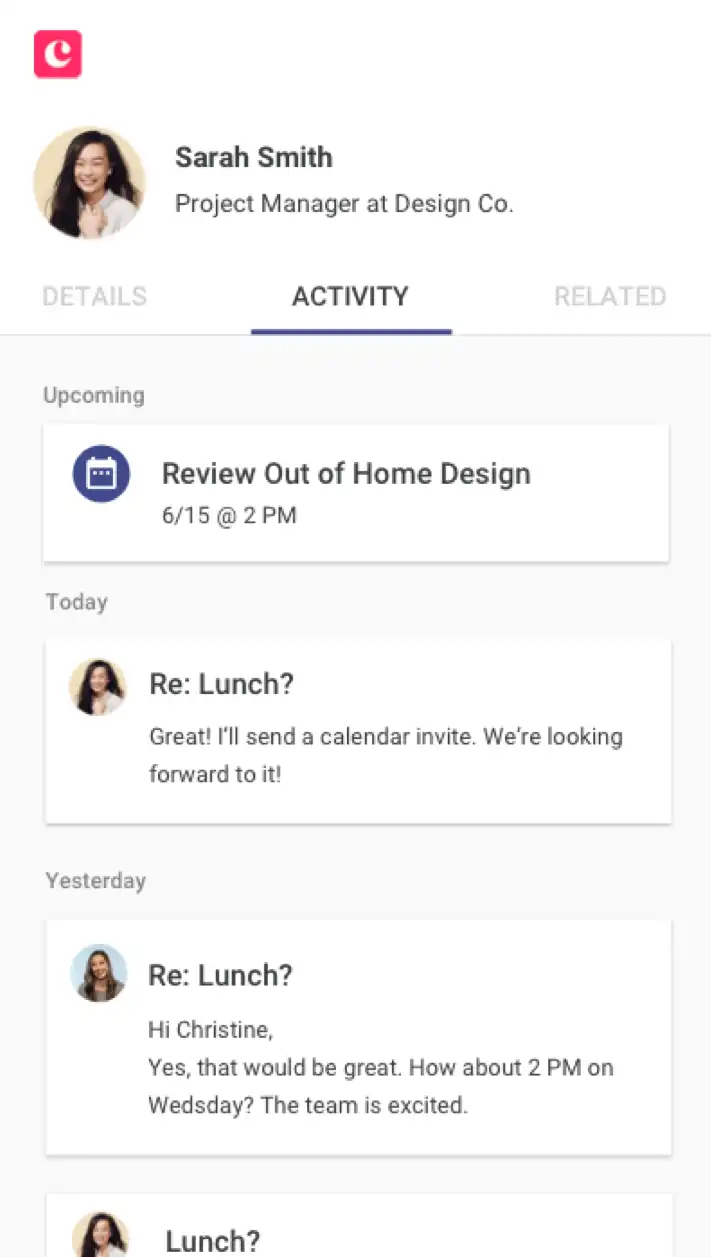 C
Sarah Smith
Project Manager at Design Co.
DETAILS
ACTIVITY
RELATED
Upcoming
Review Out of Home Design
6/15 @ 2 PM
Today
Re: Lunch?
Great! I'll send a calendar invite. We're looking
forward to it!
Yesterday
Re: Lunch?
Hi Christine,
Yes, that would be great. How about 2 PM on
Wedsday? The team is excited.
Lunch?